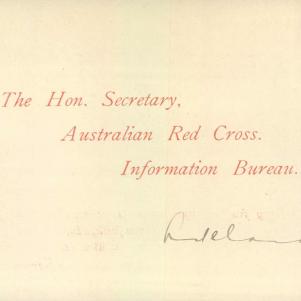 The Hon. Secretary,
Australian Red Cross.
Information Bureau.